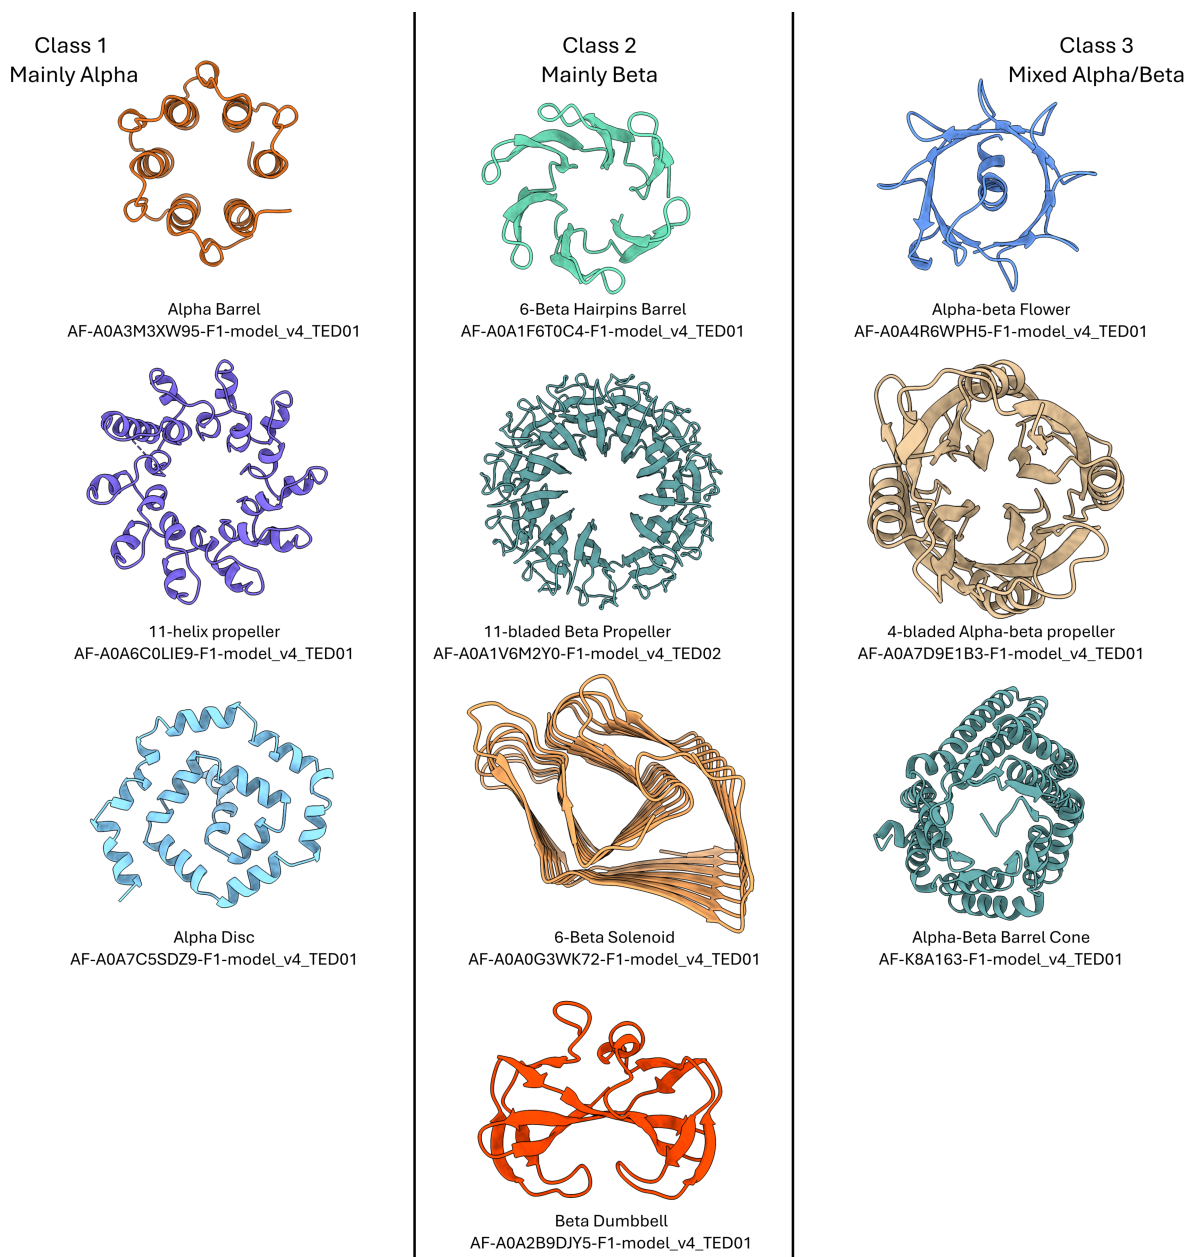 Class 1
Mainly Alpha
Class 2
Mainly Beta
Class 3
Mixed Alpha/Beta
Alpha Barrel
AF-A0A3M3XW95-F1-model_v4_TED01
6-Beta Hairpins Barrel
AF-A0A1F6T0C4-F1-model_v4_TED01
Alpha-beta Flower
AF-A0A4R6WPH5-F1-model_v4_TED01
11-helix propeller
AF-A0A6C0LIE9-F1-model_v4_TED01
11-bladed Beta Propeller
AF-A0A1V6M2Y0-F1-model_v4_TED02
4-bladed Alpha-beta propeller
AF-A0A7D9E1B3-F1-model_v4_TED01
Alpha Disc
AF-A0A7C5SDZ9-F1-model_v4_TED01
6-Beta Solenoid
AF-A0A0G3WK72-F1-model_v4_TED01
Alpha-Beta Barrel Cone
AF-K8A163-F1-model_v4_TED01
Beta Dumbbell
AF-A0A2B9DJY5-F1-model_v4_TED01